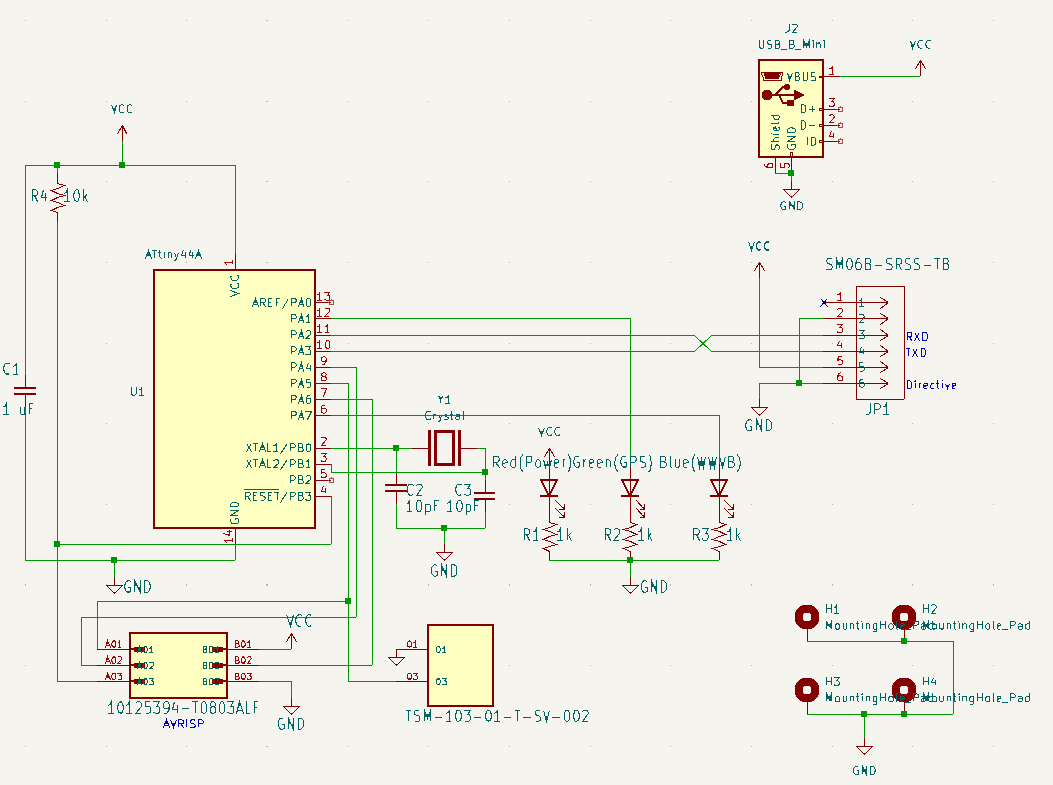 J2
USB_B_Mini
VCC
VBUS 1
D+ 3
D- 2
ID 4
Shield
GND
6
5
GND
VCC
R4 10k
ATtiny44A
1
VCC
AREF/PA0 13
PA1 12
PA2 11
PA3 10
PA4 9
PA5 8
PA6 7
PA7 6
XTAL1/PB0 2
XTAL2/PB1 3
PB2 5
RESET/PB3 4
GND
14
U1
C1
1 uF
GND
VCC
SM06B-SRSS-TB
1 1
2 2
3 3 RXD
4 4 TXD
5 5
6 6 Directive
JP1
GND
Y1
Crystal
C2
10pF
C3
10pF
GND
VCC
Red(Power)Green(GPS) Blue(WWVB)
R1 1k
R2 1k
R3 1k
GND
VCC
A01 A01 B01
A02 A02 B02
A03 A03 B03
10125394-T0803ALF
AVRISP
GND
01 01
03 03
TSM-103-01-T-SV-002
H1
MountingHole_Pad
H2
MountingHole_Pad
H3
MountingHole_Pad
H4
MountingHole_Pad
GND